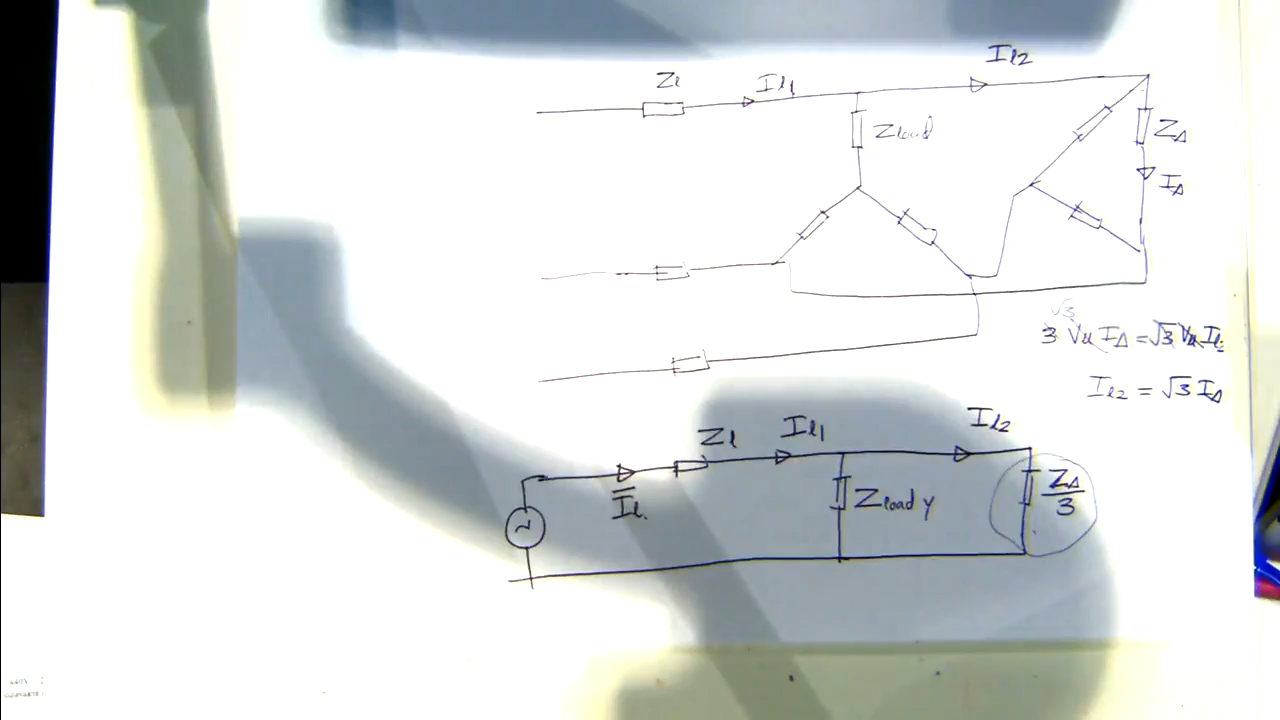 Il2
Zl
Il1
Zload
ZΔ
IΔ
√3
3 Vll IΔ = √3 Vll Il
Il2 = √3 IΔ
Il2
Il1
Zl
Il
~
Zload Y
ZΔ
3